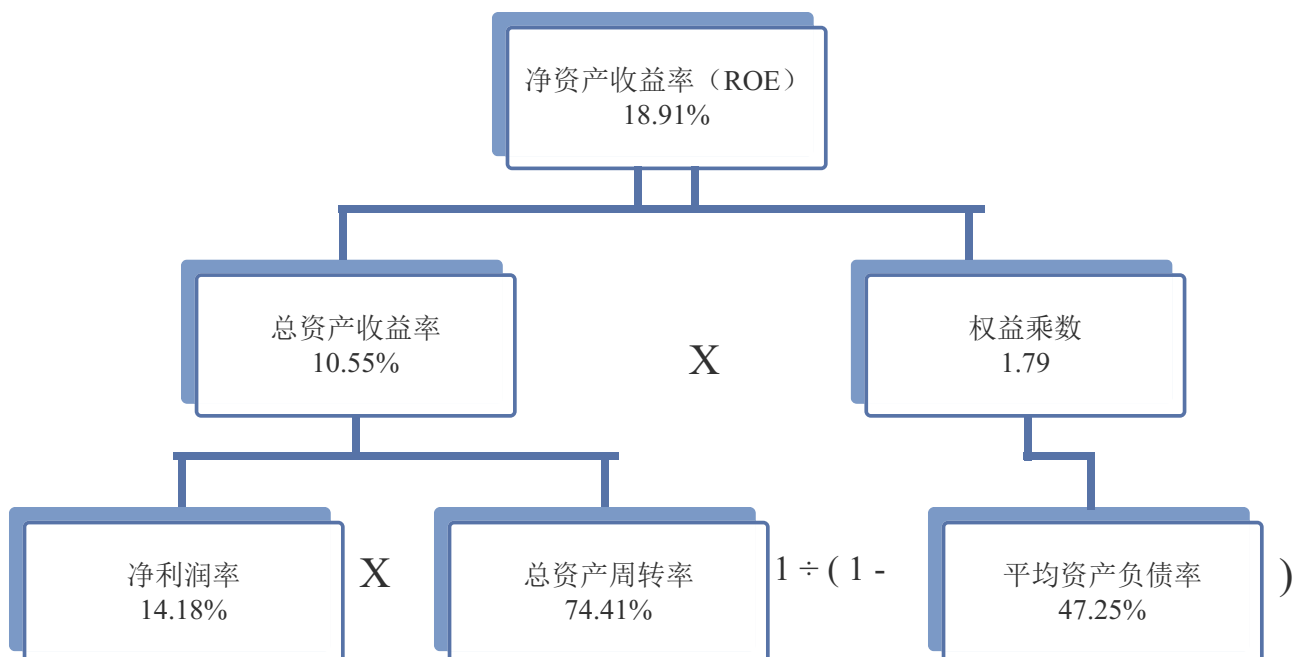 净资产收益率（ROE）
18.91%
总资产收益率
10.55%
X
权益乘数
1.79
净利润率
14.18%
X
总资产周转率
74.41%
1 ÷ ( 1 -
平均资产负债率
47.25%
)